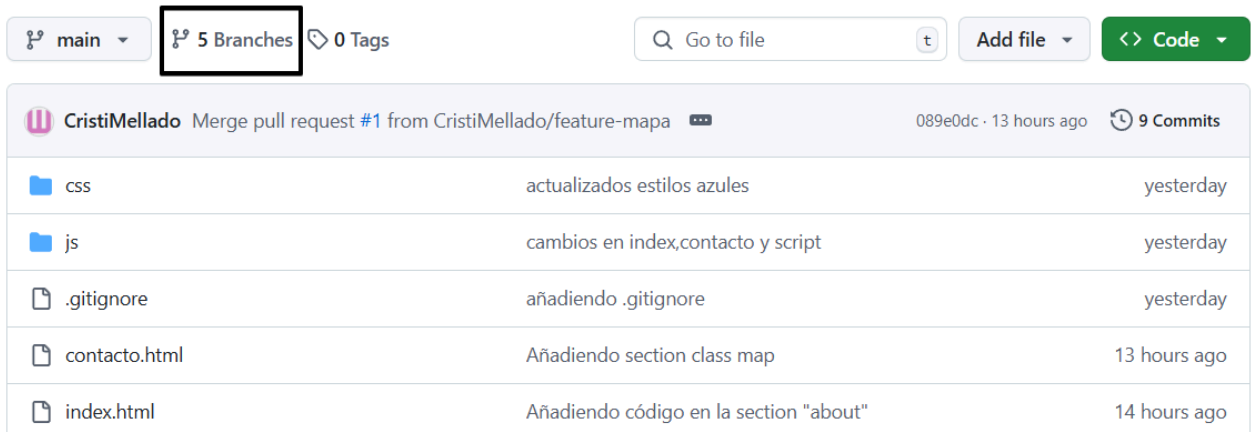 main 5 Branches 0 Tags Go to file t Add file <> Code
CristiMellado Merge pull request #1 from CristiMellado/feature-mapa ... 089e0dc · 13 hours ago 9 Commits
css actualizados estilos azules yesterday
js cambios en index,contacto y script yesterday
.gitignore añadiendo .gitignore yesterday
contacto.html Añadiendo section class map 13 hours ago
index.html Añadiendo código en la section "about" 14 hours ago